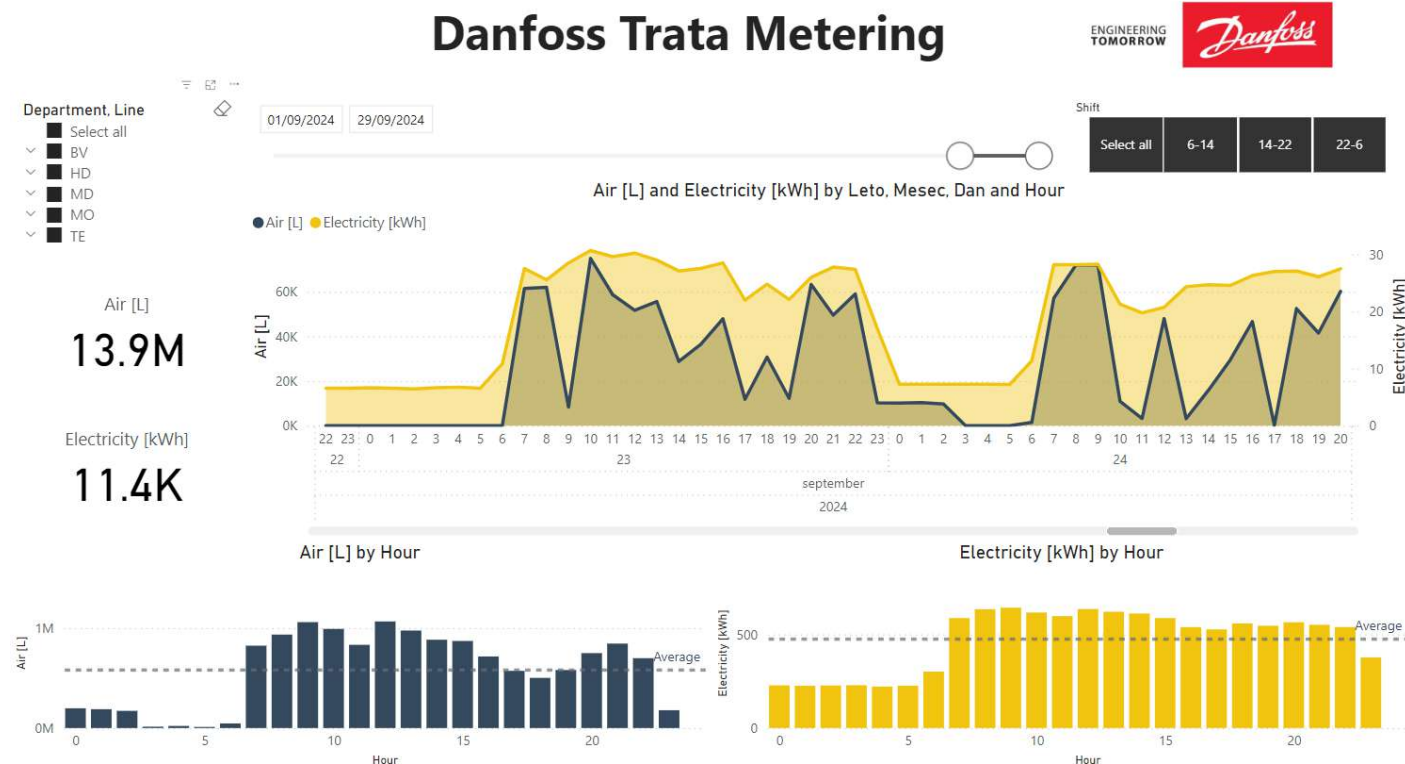 Danfoss Trata Metering
ENGINEERING
TOMORROW
Danfoss
Department, Line
Select all
BV
HD
MD
MO
TE
01/09/2024 29/09/2024
Shift
Select all 6-14 14-22 22-6
Air [L] and Electricity [kWh] by Leto, Mesec, Dan and Hour
Air [L] Electricity [kWh]
Air [L]
13.9M
Electricity [kWh]
11.4K
Air [L]
60K
40K
20K
0K
30
20
10
0
Electricity [kWh]
22 23 0 1 2 3 4 5 6 7 8 9 10 11 12 13 14 15 16 17 18 19 20 21 22 23 0 1 2 3 4 5 6 7 8 9 10 11 12 13 14 15 16 17 18 19 20
22 23 24
september
2024
Air [L] by Hour
Air [L]
1M
0M
Average
0 5 10 15 20
Hour
Electricity [kWh] by Hour
Electricity [kWh]
500
0
Average
0 5 10 15 20
Hour